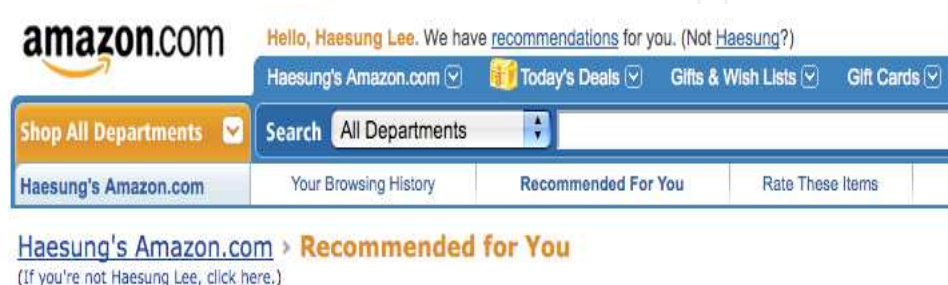 amazon.com
Hello, Haesung Lee. We have recommendations for you. (Not Haesung?)
Haesung's Amazon.com Today's Deals Gifts & Wish Lists Gift Cards
Shop All Departments Search All Departments
Haesung's Amazon.com Your Browsing History Recommended For You Rate These Items
Haesung's Amazon.com › Recommended for You
(If you're not Haesung Lee, click here.)